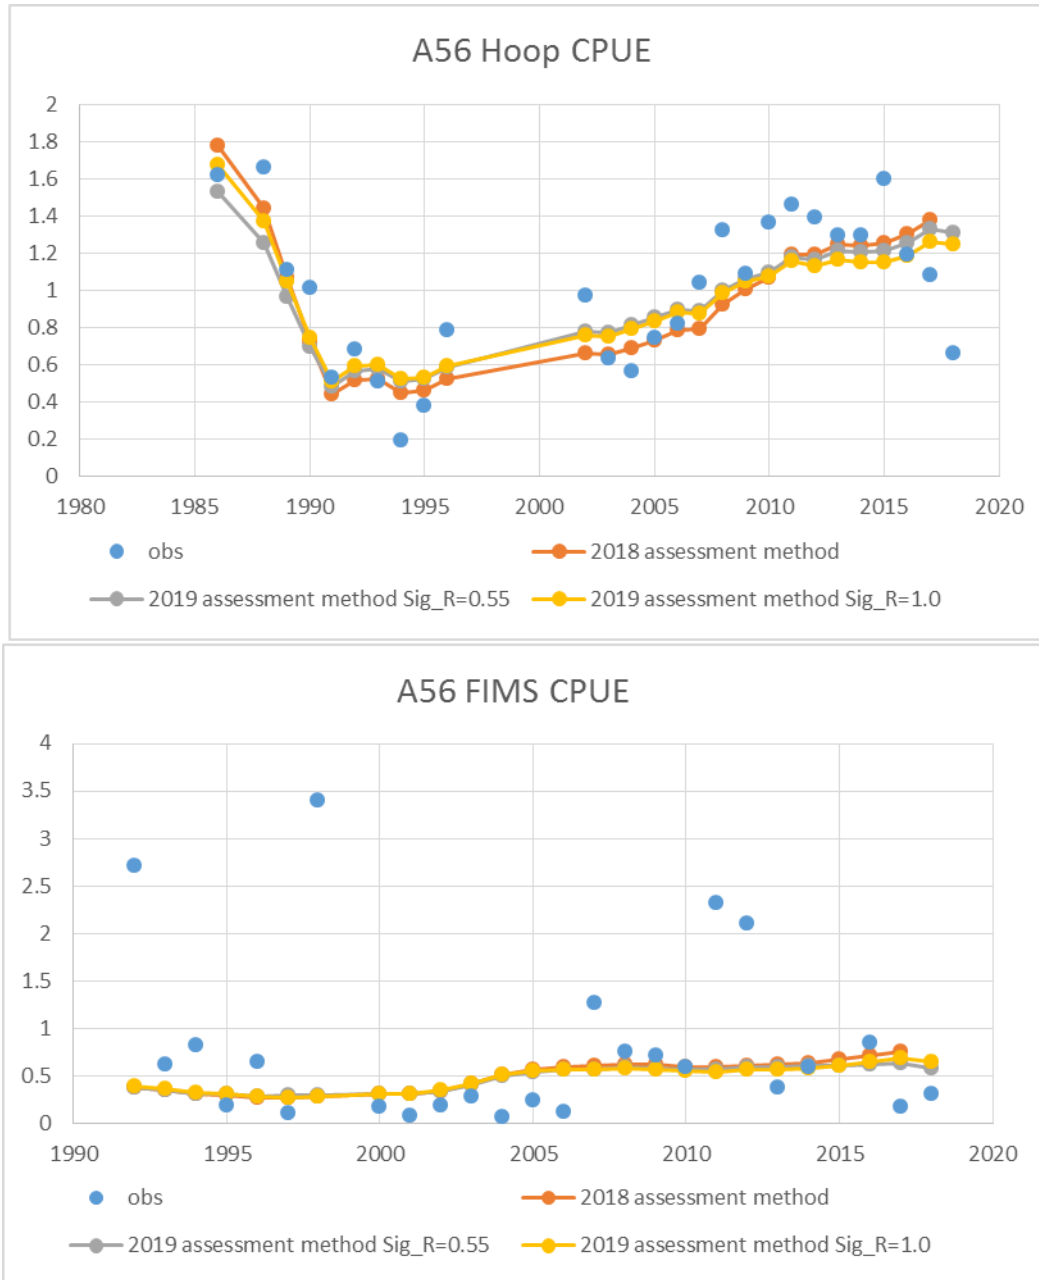 A56 Hoop CPUE
2
1.8
1.6
1.4
1.2
1
0.8
0.6
0.4
0.2
0
1980 1985 1990 1995 2000 2005 2010 2015 2020
obs 2018 assessment method
2019 assessment method Sig_R=0.55 2019 assessment method Sig_R=1.0
A56 FIMS CPUE
4
3.5
3
2.5
2
1.5
1
0.5
0
1990 1995 2000 2005 2010 2015 2020
obs 2018 assessment method
2019 assessment method Sig_R=0.55 2019 assessment method Sig_R=1.0